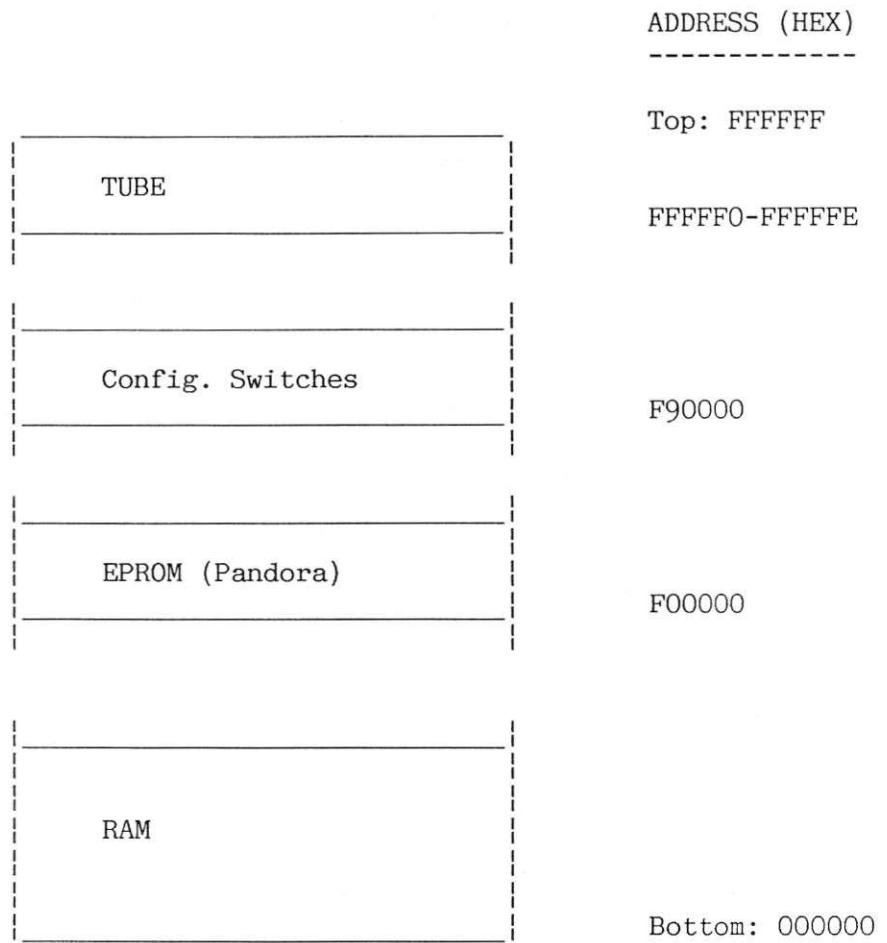 ADDRESS (HEX)
-------------
Top: FFFFFF
TUBE
FFFFF0-FFFFFE
Config. Switches
F90000
EPROM (Pandora)
F00000
RAM
Bottom: 000000